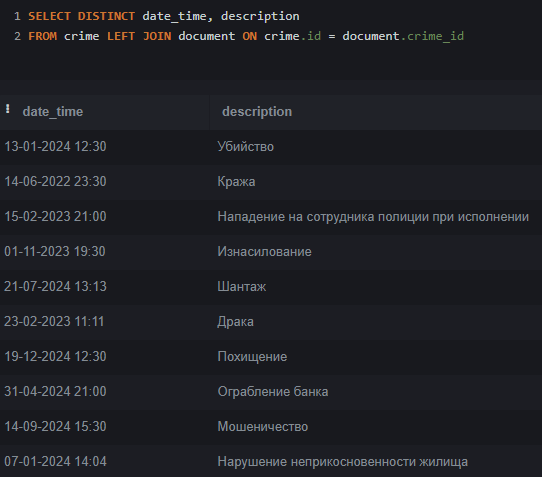 1 SELECT DISTINCT date_time, description
2 FROM crime LEFT JOIN document ON crime.id = document.crime_id
date_time description
13-01-2024 12:30 Убийство
14-06-2022 23:30 Кража
15-02-2023 21:00 Нападение на сотрудника полиции при исполнении
01-11-2023 19:30 Изнасилование
21-07-2024 13:13 Шантаж
23-02-2023 11:11 Драка
19-12-2024 12:30 Похищение
31-04-2024 21:00 Ограбление банка
14-09-2024 15:30 Мошеничество
07-01-2024 14:04 Нарушение неприкосновенности жилища